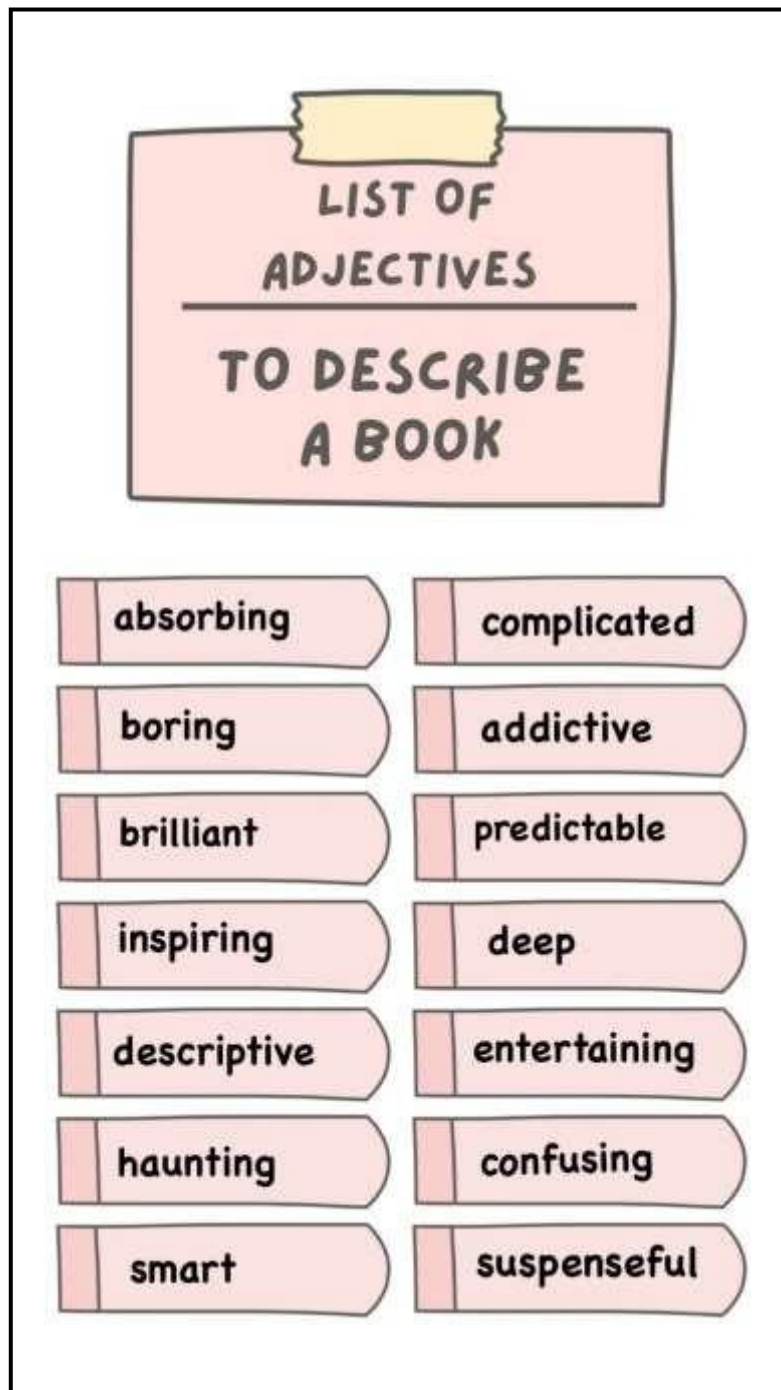 LIST OF
ADJECTIVES
TO DESCRIBE
A BOOK
absorbing
complicated
boring
addictive
brilliant
predictable
inspiring
deep
descriptive
entertaining
haunting
confusing
smart
suspenseful